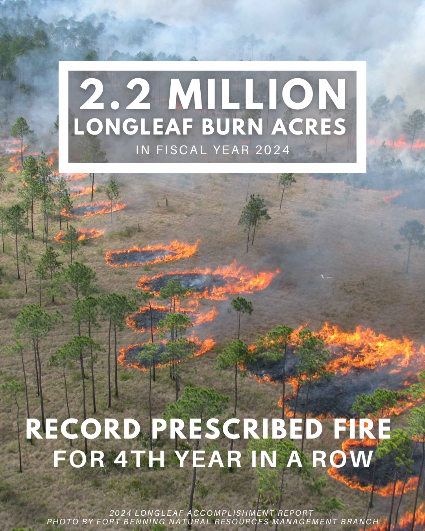 2.2 MILLION
LONGLEAF BURN ACRES
IN FISCAL YEAR 2024
RECORD PRESCRIBED FIRE
FOR 4TH YEAR IN A ROW
2024 LONGLEAF ACCOMPLISHMENT REPORT
PHOTO BY FORT BENNING NATURAL RESOURCES MANAGEMENT BRANCH